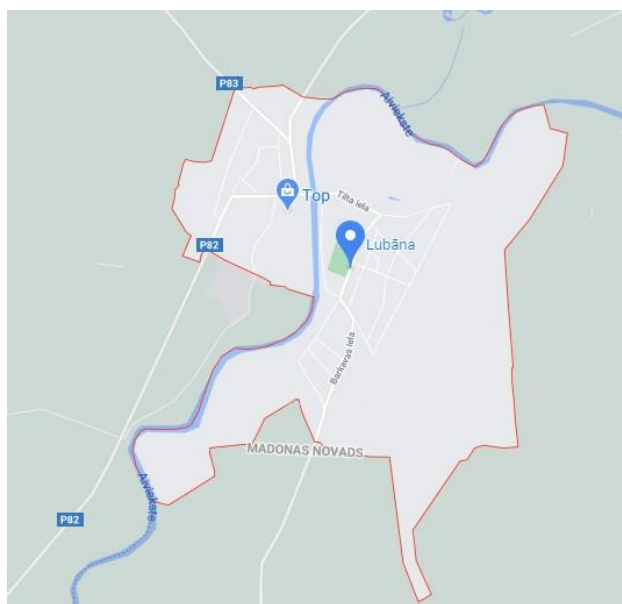 P83
Aiviekste
Top
Tilta iela
P82
Lubāna
Barkavas iela
MADONAS NOVADS
Aiviekste
P82